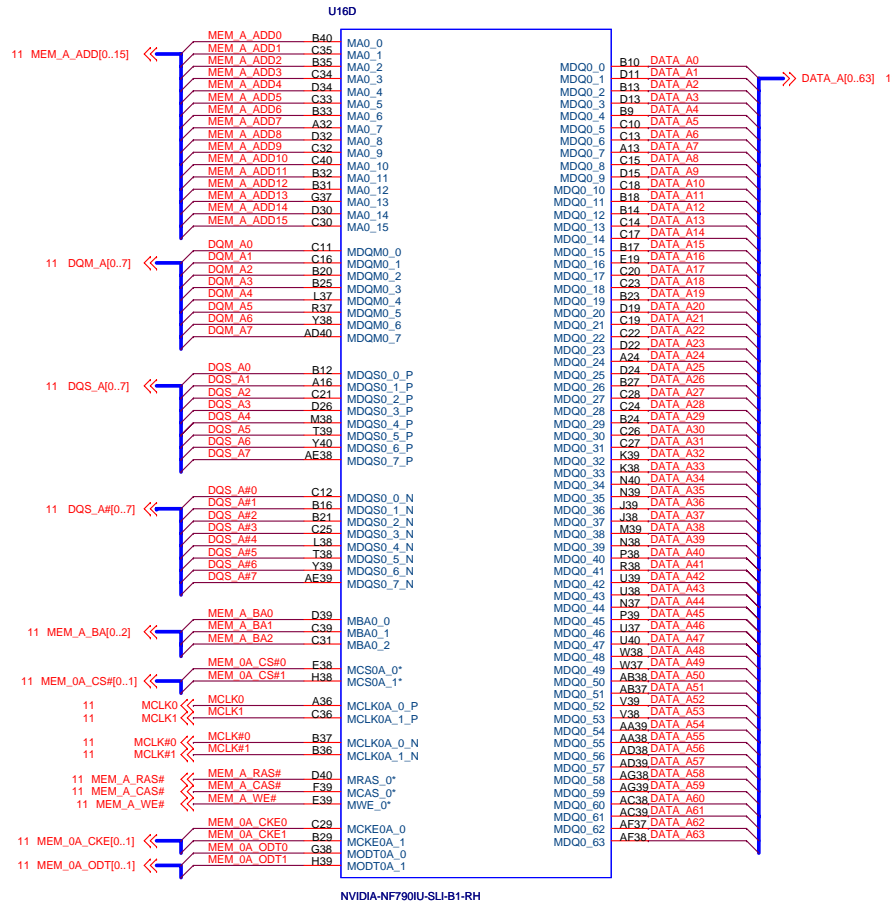 U16D
11 MEM_A_ADD[0..15]
MEM_A_ADD0 B40 MA0_0
MEM_A_ADD1 C35 MA0_1
MEM_A_ADD2 B35 MA0_2
MEM_A_ADD3 C34 MA0_3
MEM_A_ADD4 D34 MA0_4
MEM_A_ADD5 C33 MA0_5
MEM_A_ADD6 B33 MA0_6
MEM_A_ADD7 A32 MA0_7
MEM_A_ADD8 D32 MA0_8
MEM_A_ADD9 C32 MA0_9
MEM_A_ADD10 C40 MA0_10
MEM_A_ADD11 B32 MA0_11
MEM_A_ADD12 B31 MA0_12
MEM_A_ADD13 G37 MA0_13
MEM_A_ADD14 D30 MA0_14
MEM_A_ADD15 C30 MA0_15
11 DQM_A[0..7]
DQM_A0 C11 MDQM0_0
DQM_A1 C16 MDQM0_1
DQM_A2 B20 MDQM0_2
DQM_A3 B25 MDQM0_3
DQM_A4 L37 MDQM0_4
DQM_A5 R37 MDQM0_5
DQM_A6 Y38 MDQM0_6
DQM_A7 AD40 MDQM0_7
11 DQS_A[0..7]
DQS_A0 B12 MDQS0_0_P
DQS_A1 A16 MDQS0_1_P
DQS_A2 C21 MDQS0_2_P
DQS_A3 D26 MDQS0_3_P
DQS_A4 M38 MDQS0_4_P
DQS_A5 T39 MDQS0_5_P
DQS_A6 Y40 MDQS0_6_P
DQS_A7 AE38 MDQS0_7_P
11 DQS_A#[0..7]
DQS_A#0 C12 MDQS0_0_N
DQS_A#1 B16 MDQS0_1_N
DQS_A#2 B21 MDQS0_2_N
DQS_A#3 C25 MDQS0_3_N
DQS_A#4 L38 MDQS0_4_N
DQS_A#5 T38 MDQS0_5_N
DQS_A#6 Y39 MDQS0_6_N
DQS_A#7 AE39 MDQS0_7_N
11 MEM_A_BA[0..2]
MEM_A_BA0 D39 MBA0_0
MEM_A_BA1 C39 MBA0_1
MEM_A_BA2 C31 MBA0_2
11 MEM_0A_CS#[0..1]
MEM_0A_CS#0 E38 MCS0A_0*
MEM_0A_CS#1 H38 MCS0A_1*
11 MCLK0 MCLK0 A36 MCLK0A_0_P
11 MCLK1 MCLK1 C36 MCLK0A_1_P
11 MCLK#0 MCLK#0 B37 MCLK0A_0_N
11 MCLK#1 MCLK#1 B36 MCLK0A_1_N
11 MEM_A_RAS# MEM_A_RAS# D40 MRAS_0*
11 MEM_A_CAS# MEM_A_CAS# F39 MCAS_0*
11 MEM_A_WE# MEM_A_WE# E39 MWE_0*
11 MEM_0A_CKE[0..1]
MEM_0A_CKE0 C29 MCKE0A_0
MEM_0A_CKE1 B29 MCKE0A_1
11 MEM_0A_ODT[0..1]
MEM_0A_ODT0 G38 MODT0A_0
MEM_0A_ODT1 H39 MODT0A_1
MDQ0_0 B10 DATA_A0
MDQ0_1 D11 DATA_A1
DATA_A[0..63] 1
MDQ0_2 B13 DATA_A2
MDQ0_3 D13 DATA_A3
MDQ0_4 B9 DATA_A4
MDQ0_5 C10 DATA_A5
MDQ0_6 C13 DATA_A6
MDQ0_7 A13 DATA_A7
MDQ0_8 C15 DATA_A8
MDQ0_9 D15 DATA_A9
MDQ0_10 C18 DATA_A10
MDQ0_11 B18 DATA_A11
MDQ0_12 B14 DATA_A12
MDQ0_13 C14 DATA_A13
MDQ0_14 C17 DATA_A14
MDQ0_15 B17 DATA_A15
MDQ0_16 E19 DATA_A16
MDQ0_17 C20 DATA_A17
MDQ0_18 C23 DATA_A18
MDQ0_19 B23 DATA_A19
MDQ0_20 D19 DATA_A20
MDQ0_21 C19 DATA_A21
MDQ0_22 C22 DATA_A22
MDQ0_23 D22 DATA_A23
MDQ0_24 A24 DATA_A24
MDQ0_25 D24 DATA_A25
MDQ0_26 B27 DATA_A26
MDQ0_27 C28 DATA_A27
MDQ0_28 C24 DATA_A28
MDQ0_29 B24 DATA_A29
MDQ0_30 C26 DATA_A30
MDQ0_31 C27 DATA_A31
MDQ0_32 K39 DATA_A32
MDQ0_33 K38 DATA_A33
MDQ0_34 N40 DATA_A34
MDQ0_35 N39 DATA_A35
MDQ0_36 J39 DATA_A36
MDQ0_37 J38 DATA_A37
MDQ0_38 M39 DATA_A38
MDQ0_39 N38 DATA_A39
MDQ0_40 P38 DATA_A40
MDQ0_41 R38 DATA_A41
MDQ0_42 U39 DATA_A42
MDQ0_43 U38 DATA_A43
MDQ0_44 N37 DATA_A44
MDQ0_45 P39 DATA_A45
MDQ0_46 U37 DATA_A46
MDQ0_47 U40 DATA_A47
MDQ0_48 W38 DATA_A48
MDQ0_49 W37 DATA_A49
MDQ0_50 AB38 DATA_A50
MDQ0_51 AB37 DATA_A51
MDQ0_52 V39 DATA_A52
MDQ0_53 V38 DATA_A53
MDQ0_54 AA39 DATA_A54
MDQ0_55 AA38 DATA_A55
MDQ0_56 AD38 DATA_A56
MDQ0_57 AD39 DATA_A57
MDQ0_58 AG38 DATA_A58
MDQ0_59 AG39 DATA_A59
MDQ0_60 AC38 DATA_A60
MDQ0_61 AC39 DATA_A61
MDQ0_62 AF37 DATA_A62
MDQ0_63 AF38 DATA_A63
NVIDIA-NF790IU-SLI-B1-RH